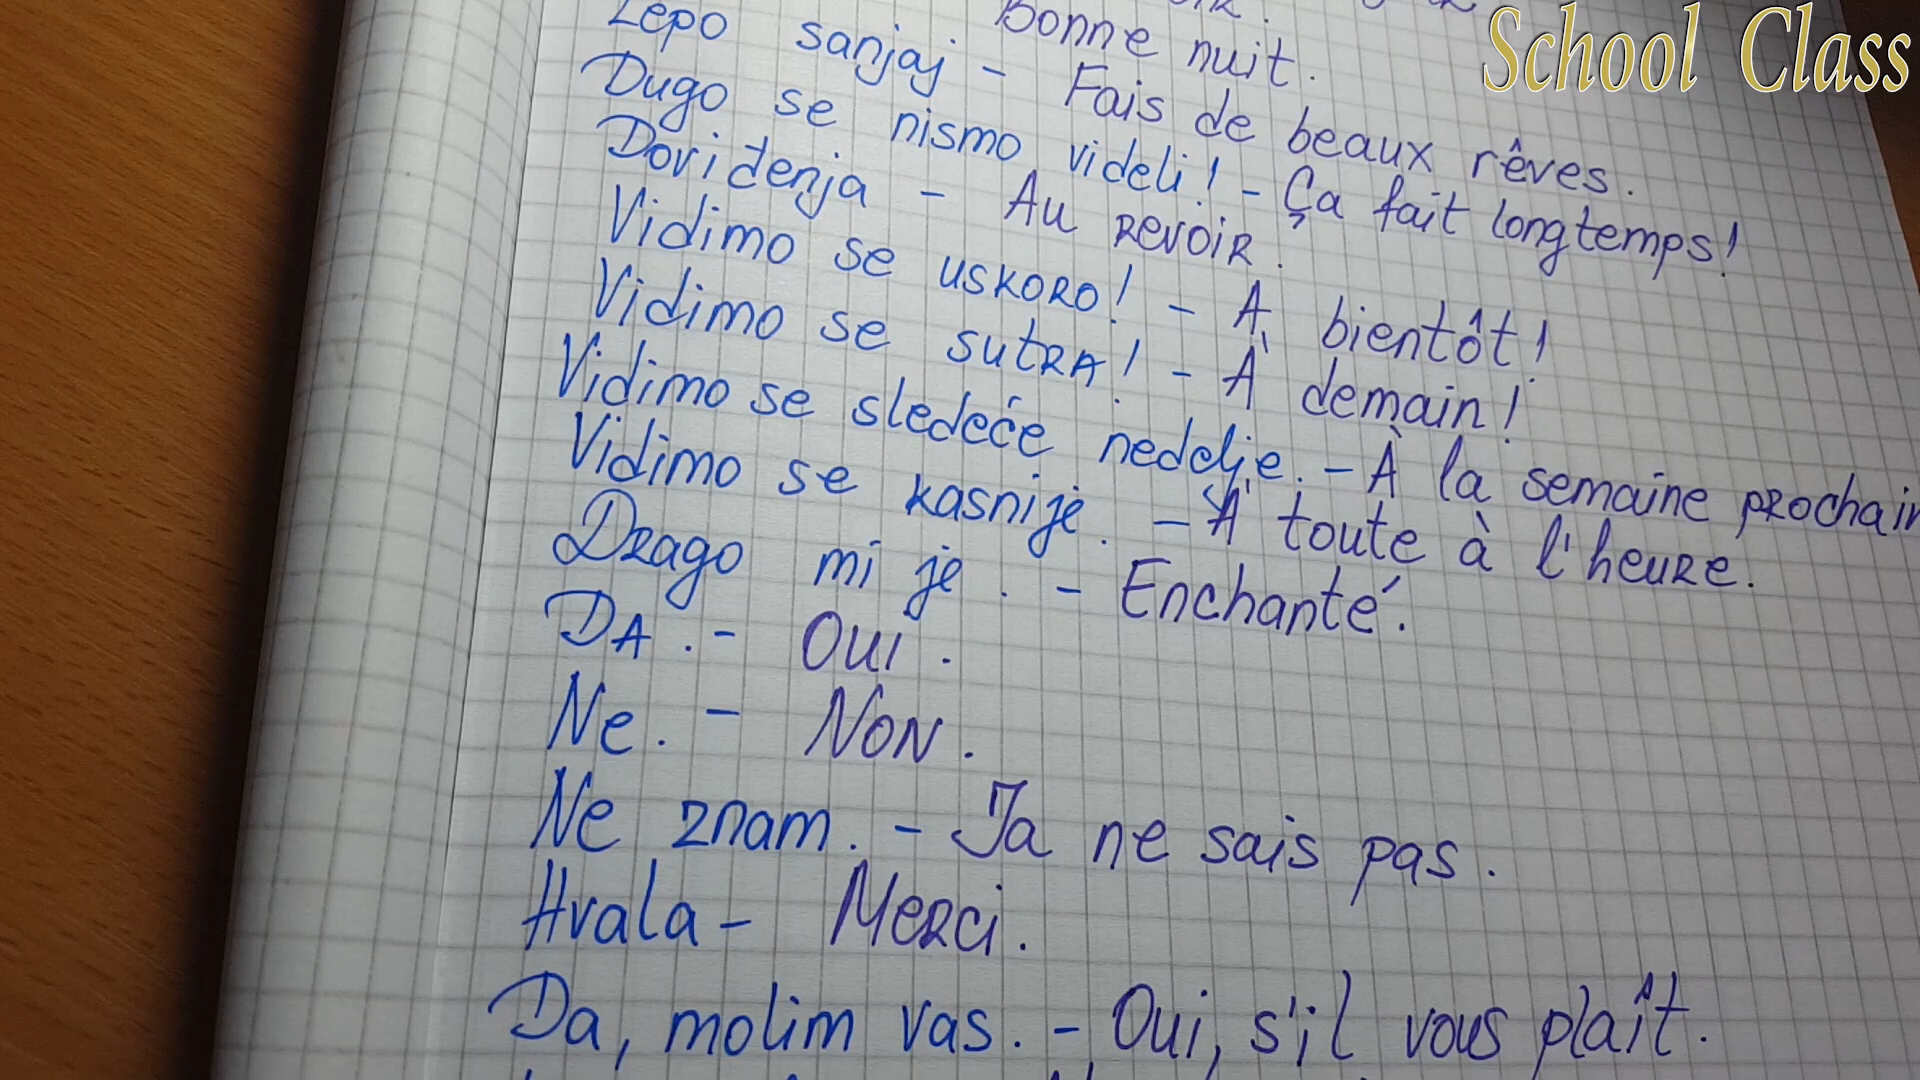 School Class
Bonne nuit.
Lepo sanjaj - Fais de beaux rêves.
Dugo se nismo videli! - Ça fait longtemps!
Doviđenja - Au revoir.
Vidimo se uskoro! - À bientôt!
Vidimo se sutra! - À demain!
Vidimo se sledeće nedelje. - À la semaine prochain
Vidimo se kasnije. - À toute à l'heure.
Drago mi je. - Enchanté.
DA. - Oui.
Ne. - Non.
Ne znam. - Ja ne sais pas.
Hvala - Merci.
Da, molim vas. - Oui, s'il vous plaît.